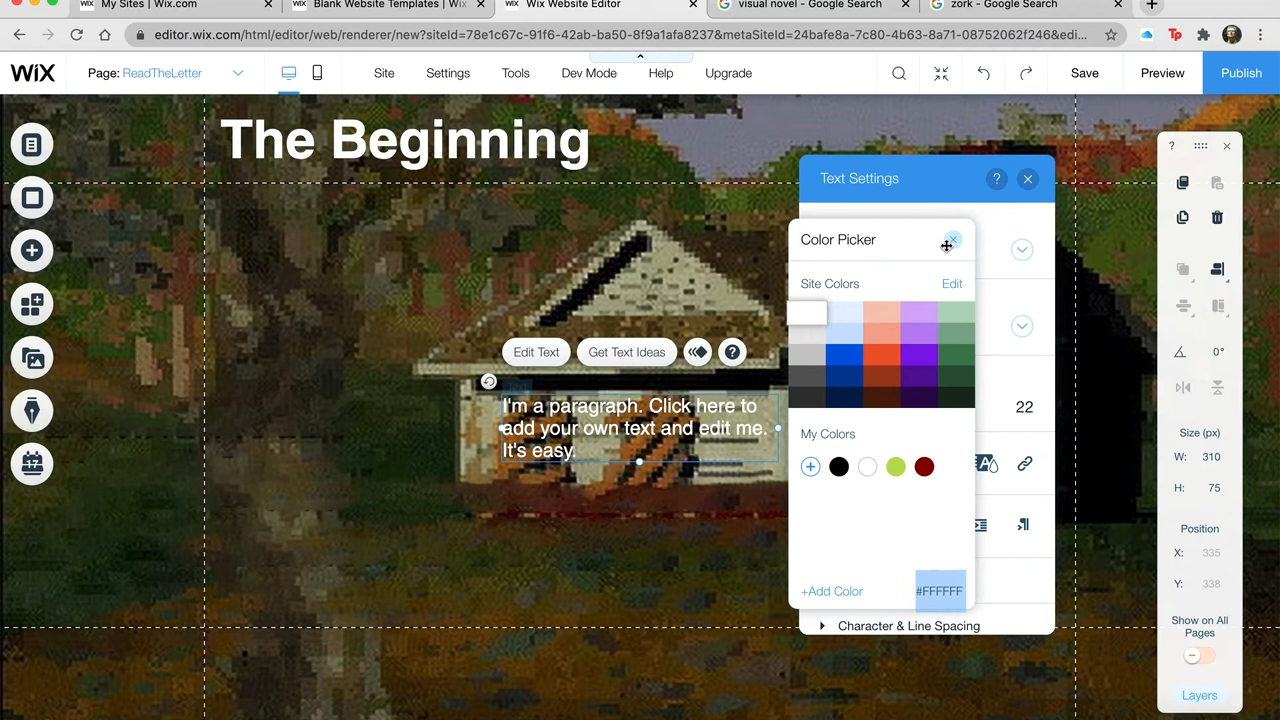 WiX My Sites | Wix.com
WiX Blank Website Templates | Wix
WiX Wix Website Editor
visual novel - Google Search
zork - Google Search
editor.wix.com/html/editor/web/renderer/new?siteId=78e1c67c-91f6-42ab-ba50-8f9a1afa8237&metaSiteId=24bafe8a-7c80-4b63-8a71-08752062f246&edi...
WiX
Page: ReadTheLetter
Site
Settings
Tools
Dev Mode
Help
Upgrade
Save
Preview
Publish
The Beginning
Text Settings
?
Color Picker
Site Colors
Edit
Edit Text
Get Text Ideas
?
I'm a paragraph. Click here to
add your own text and edit me.
It's easy.
22
My Colors
+Add Color
#FFFFFF
Character & Line Spacing
17
?
0°
Size (px)
W: 310
H: 75
Position
X: 335
Y: 338
Show on All
Pages
Layers